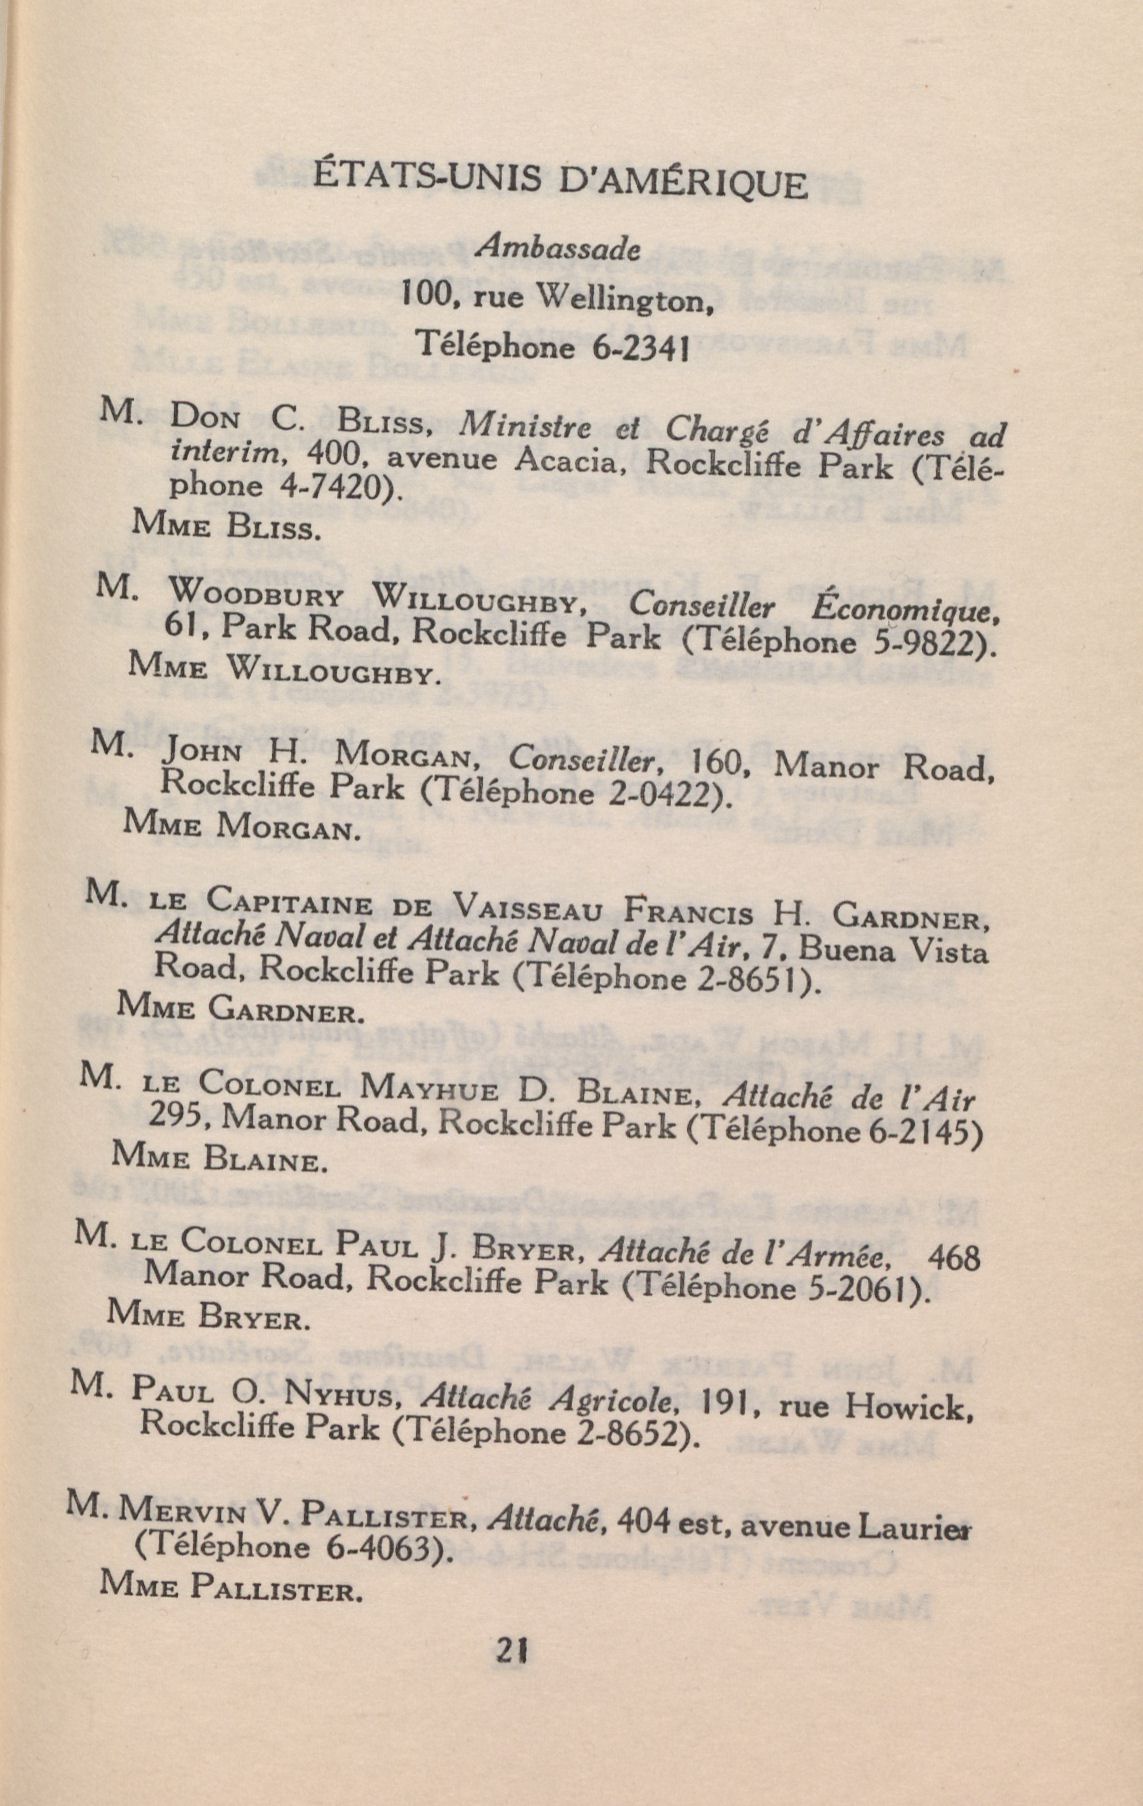 ÉTATS-UNIS D'AMÉRIQUE
Ambassade
100, rue Wellington,
Téléphone 6-2341
M. Don C. Bliss, Ministre et Chargé d'Affaires ad
interim, 400, avenue Acacia, Rockcliffe Park (Télé-
phone 4-7420).
Mme Bliss.
M. Woodbury Willoughby, Conseiller Économique,
61, Park Road, Rockcliffe Park (Téléphone 5-9822).
Mme Willoughby.
M. John H. Morgan, Conseiller, 160, Manor Road,
Rockcliffe Park (Téléphone 2-0422).
Mme Morgan.
M. le Capitaine de Vaisseau Francis H. Gardner,
Attaché Naval et Attaché Naval de l'Air, 7, Buena Vista
Road, Rockcliffe Park (Téléphone 2-8651).
Mme Gardner.
M. le Colonel Mayhue D. Blaine, Attaché de l'Air
295, Manor Road, Rockcliffe Park (Téléphone 6-2145)
Mme Blaine.
M. le Colonel Paul J. Bryer, Attaché de l'Armée, 468
Manor Road, Rockcliffe Park (Téléphone 5-2061).
Mme Bryer.
M. Paul O. Nyhus, Attaché Agricole, 191, rue Howick,
Rockcliffe Park (Téléphone 2-8652).
M. Mervin V. Pallister, Attaché, 404 est, avenue Laurier
(Téléphone 6-4063).
Mme Pallister.
21